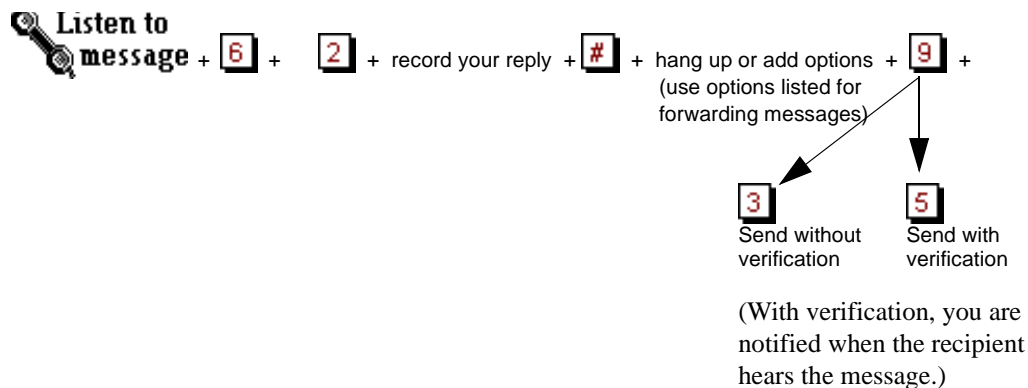 Listen to
message + 6 + 2 + record your reply + # + hang up or add options + 9 +
(use options listed for
forwarding messages)
3 5
Send without Send with
verification verification
(With verification, you are
notified when the recipient
hears the message.)